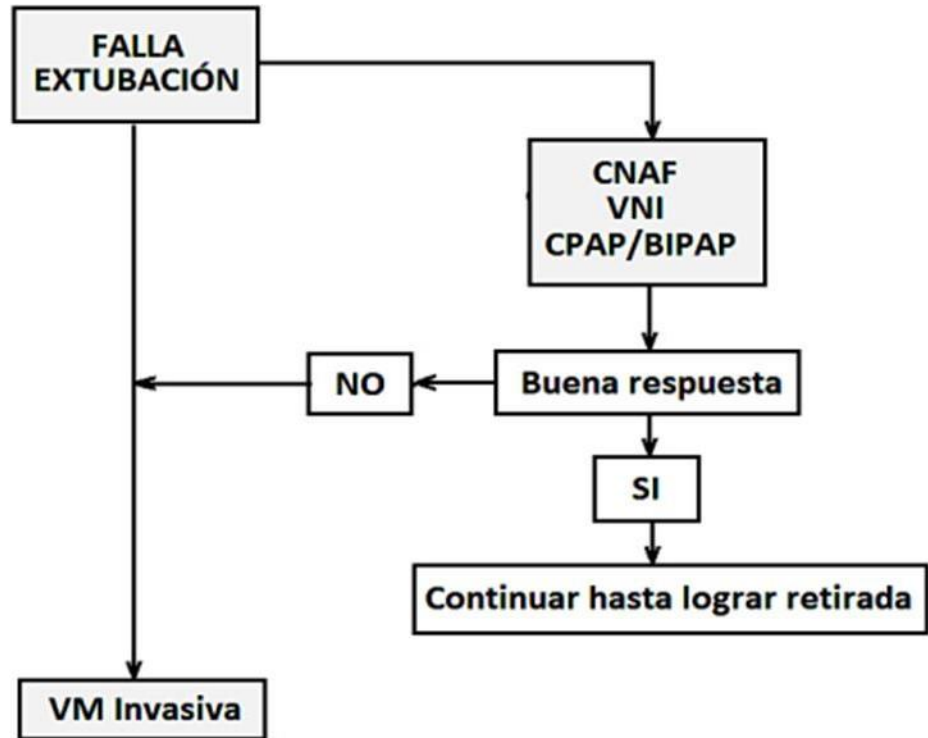 FALLA
EXTUBACIÓN
CNAF
VNI
CPAP/BIPAP
NO
Buena respuesta
SI
Continuar hasta lograr retirada
VM Invasiva